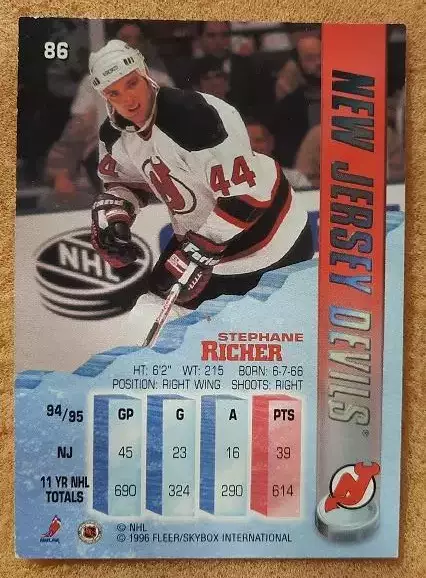 86
NEW JERSEY DEVILS
®
44
44
NHL
STEPHANE
RICHER
HT: 6'2" WT: 215 BORN: 6-7-66
POSITION: RIGHT WING SHOOTS: RIGHT
94/95 GP G A PTS
NJ 45 23 16 39
11 YR NHL
TOTALS 690 324 290 614
© NHL
© 1996 FLEER/SKYBOX INTERNATIONAL